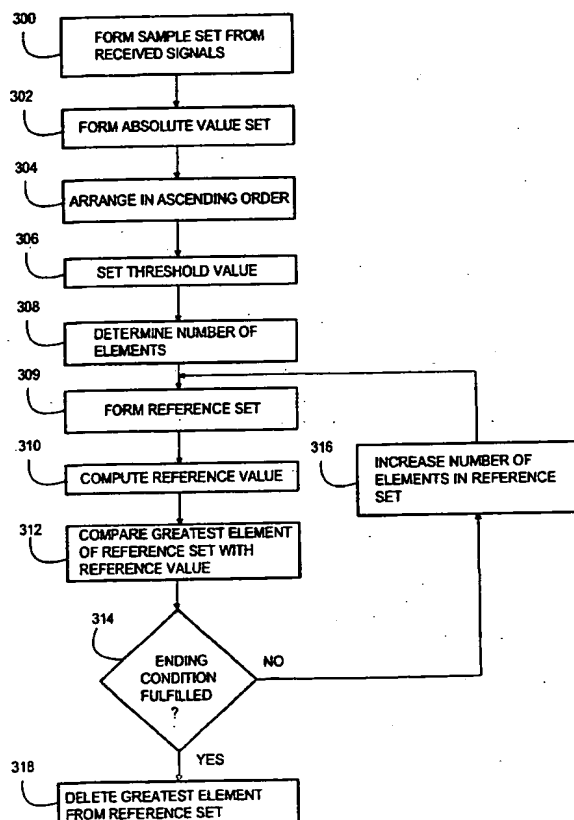 300
FORM SAMPLE SET FROM
RECEIVED SIGNALS
302
FORM ABSOLUTE VALUE SET
304
ARRANGE IN ASCENDING ORDER
306
SET THRESHOLD VALUE
308
DETERMINE NUMBER OF
ELEMENTS
309
FORM REFERENCE SET
310
COMPUTE REFERENCE VALUE
316
INCREASE NUMBER OF
ELEMENTS IN REFERENCE
SET
312
COMPARE GREATEST ELEMENT
OF REFERENCE SET WITH
REFERENCE VALUE
314
ENDING
CONDITION
FULFILLED
?
NO
YES
318
DELETE GREATEST ELEMENT
FROM REFERENCE SET